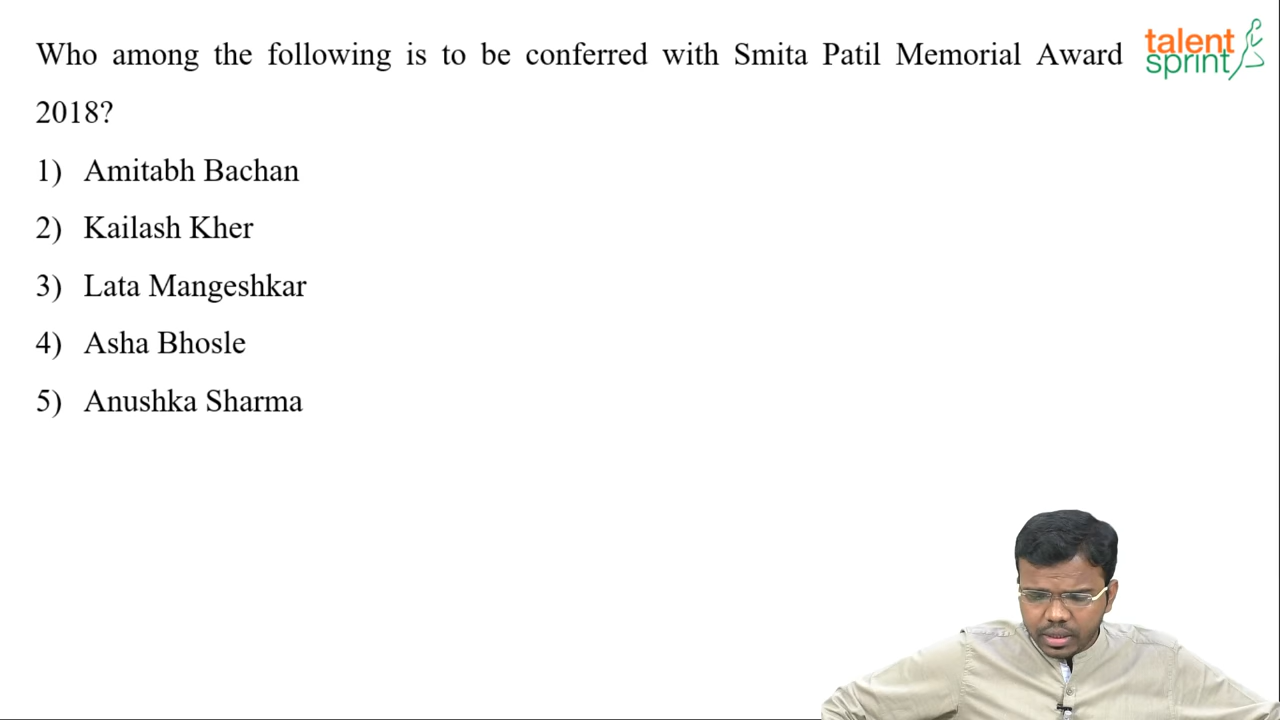 Who among the following is to be conferred with Smita Patil Memorial Award
2018?
1) Amitabh Bachan
2) Kailash Kher
3) Lata Mangeshkar
4) Asha Bhosle
5) Anushka Sharma
talent
sprint